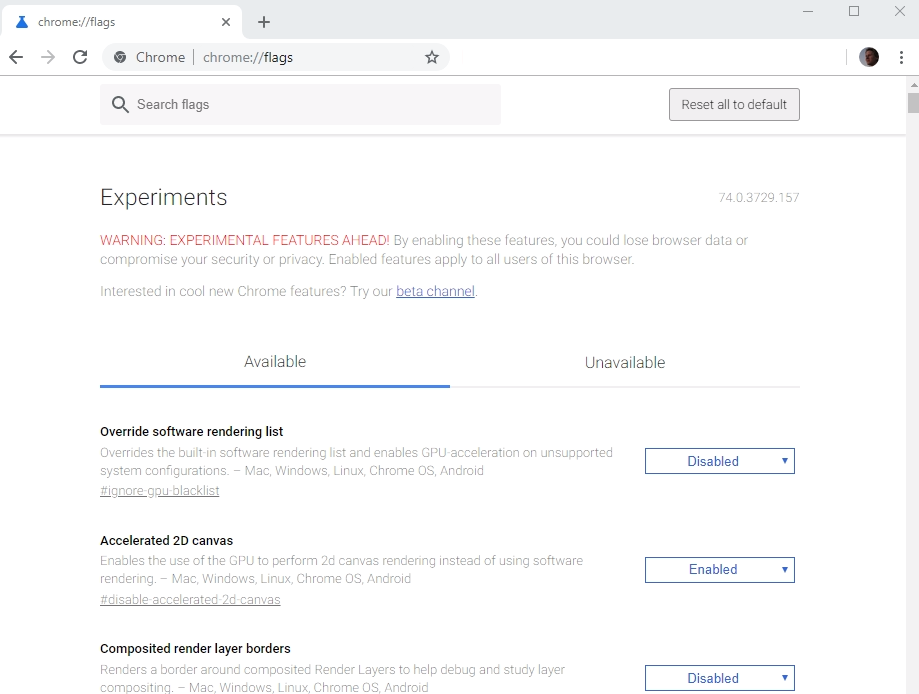 chrome://flags
Chrome chrome://flags
Search flags
Reset all to default
Experiments
74.0.3729.157
WARNING: EXPERIMENTAL FEATURES AHEAD! By enabling these features, you could lose browser data or
compromise your security or privacy. Enabled features apply to all users of this browser.
Interested in cool new Chrome features? Try our beta channel.
Available
Unavailable
Override software rendering list
Overrides the built-in software rendering list and enables GPU-acceleration on unsupported
system configurations. – Mac, Windows, Linux, Chrome OS, Android
#ignore-gpu-blacklist
Disabled
Accelerated 2D canvas
Enables the use of the GPU to perform 2d canvas rendering instead of using software
rendering. – Mac, Windows, Linux, Chrome OS, Android
#disable-accelerated-2d-canvas
Enabled
Composited render layer borders
Renders a border around composited Render Layers to help debug and study layer
compositing. – Mac, Windows, Linux, Chrome OS, Android
Disabled